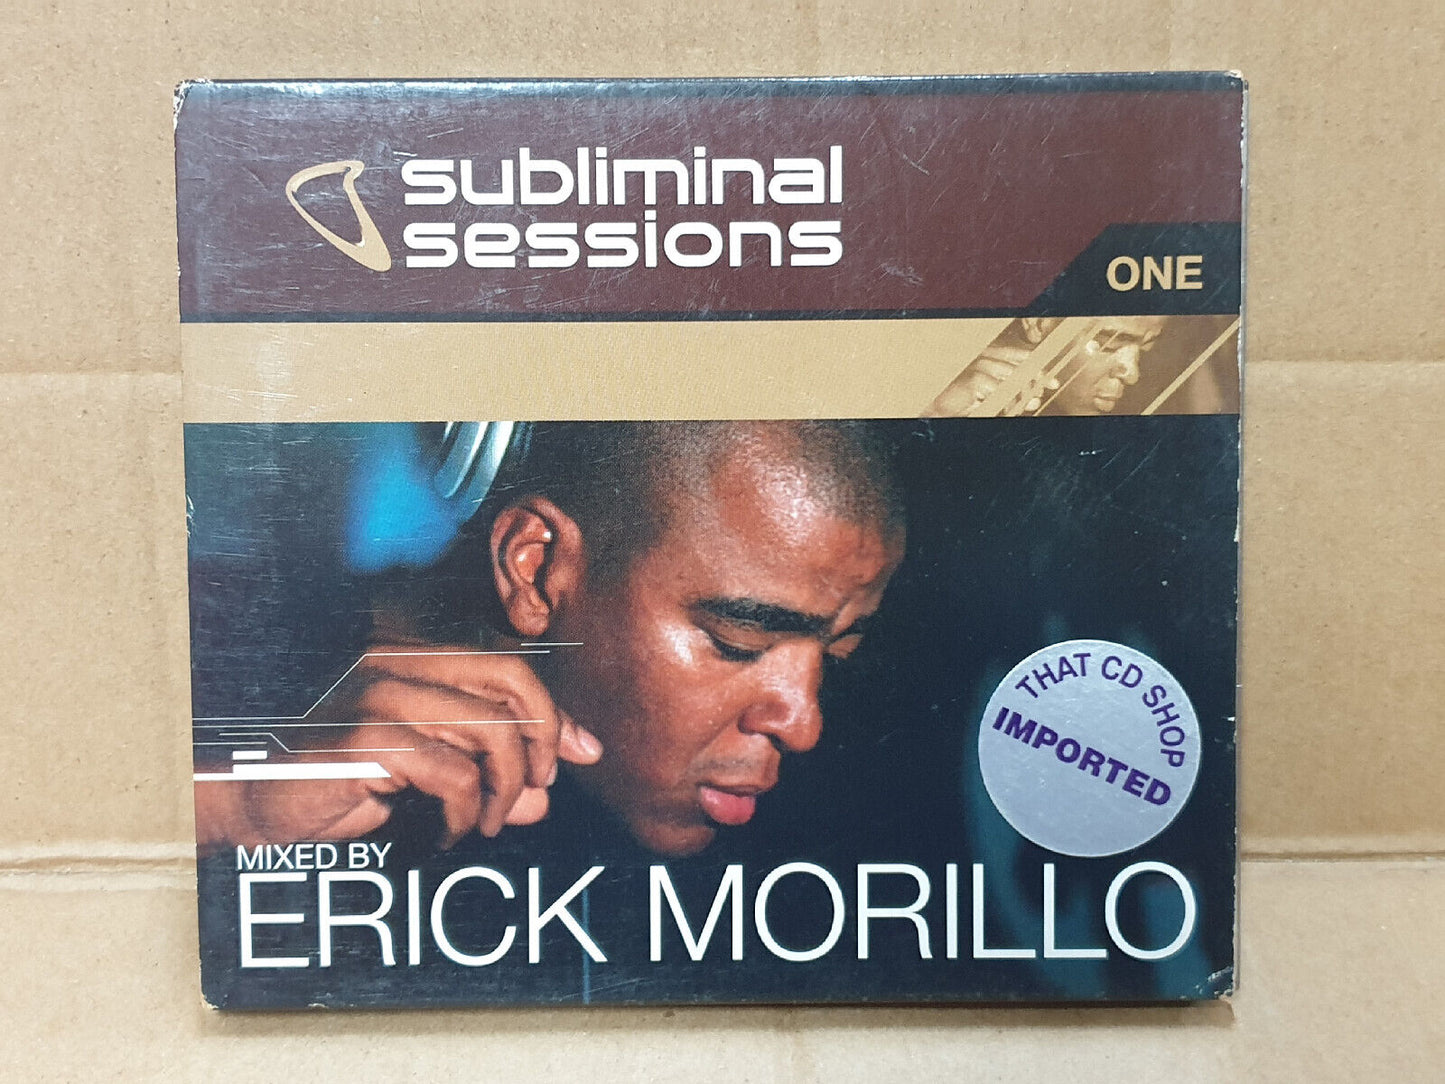 subliminal
sessions
ONE
THAT CD SHOP
IMPORTED
MIXED BY
ERICK MORILLO